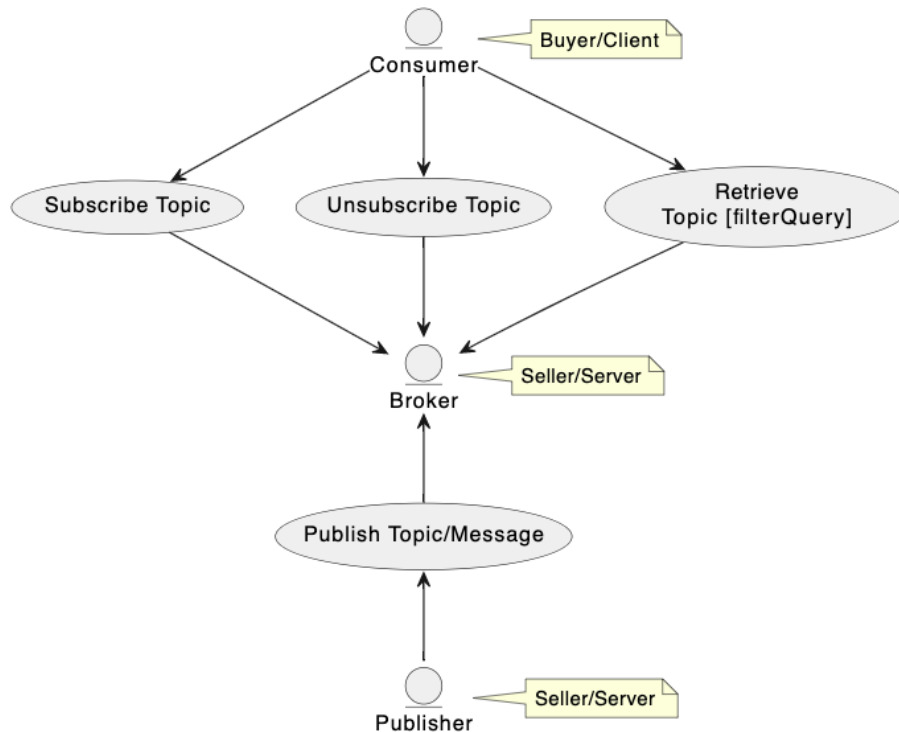 Buyer/Client
Consumer
Subscribe Topic
Unsubscribe Topic
Retrieve
Topic [filterQuery]
Seller/Server
Broker
Publish Topic/Message
Seller/Server
Publisher